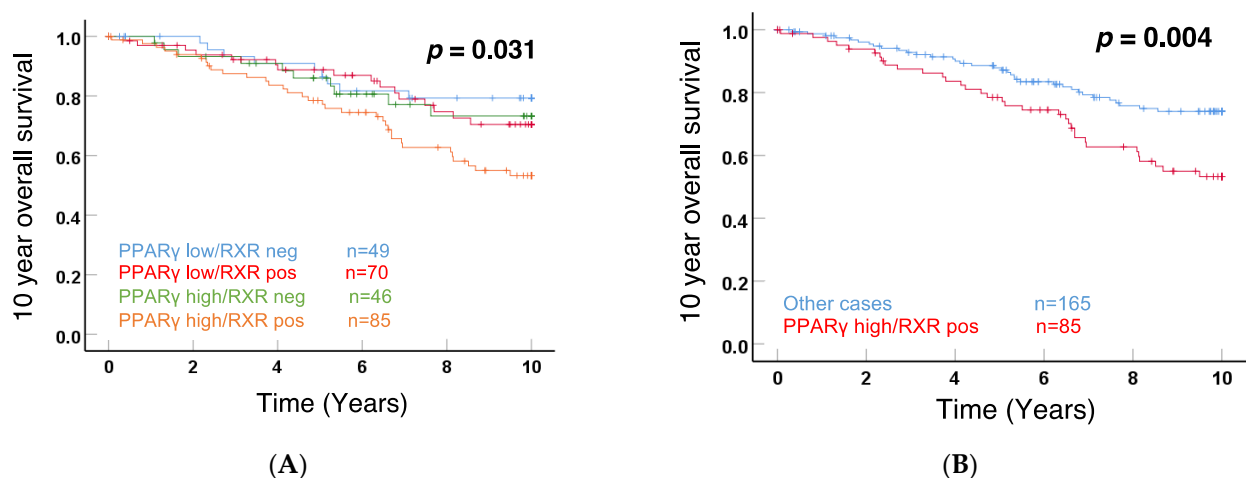 p = 0.031
10 year overall survival
1.0
0.8
0.6
0.4
0.2
0.0
PPARγ low/RXR neg n=49
PPARγ low/RXR pos n=70
PPARγ high/RXR neg n=46
PPARγ high/RXR pos n=85
0 2 4 6 8 10
Time (Years)
(A)
p = 0.004
10 year overall survival
1.0
0.8
0.6
0.4
0.2
0.0
Other cases n=165
PPARγ high/RXR pos n=85
0 2 4 6 8 10
Time (Years)
(B)